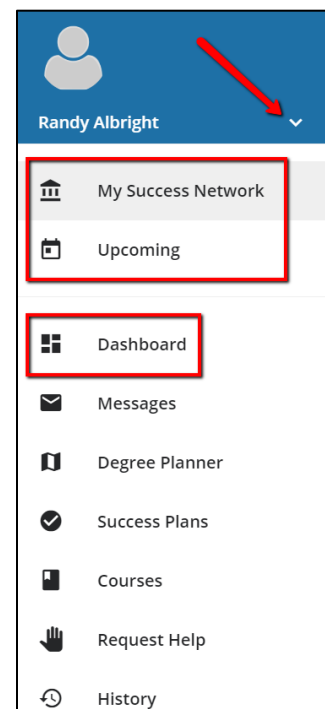 Randy Albright
My Success Network
Upcoming
Dashboard
Messages
Degree Planner
Success Plans
Courses
Request Help
History